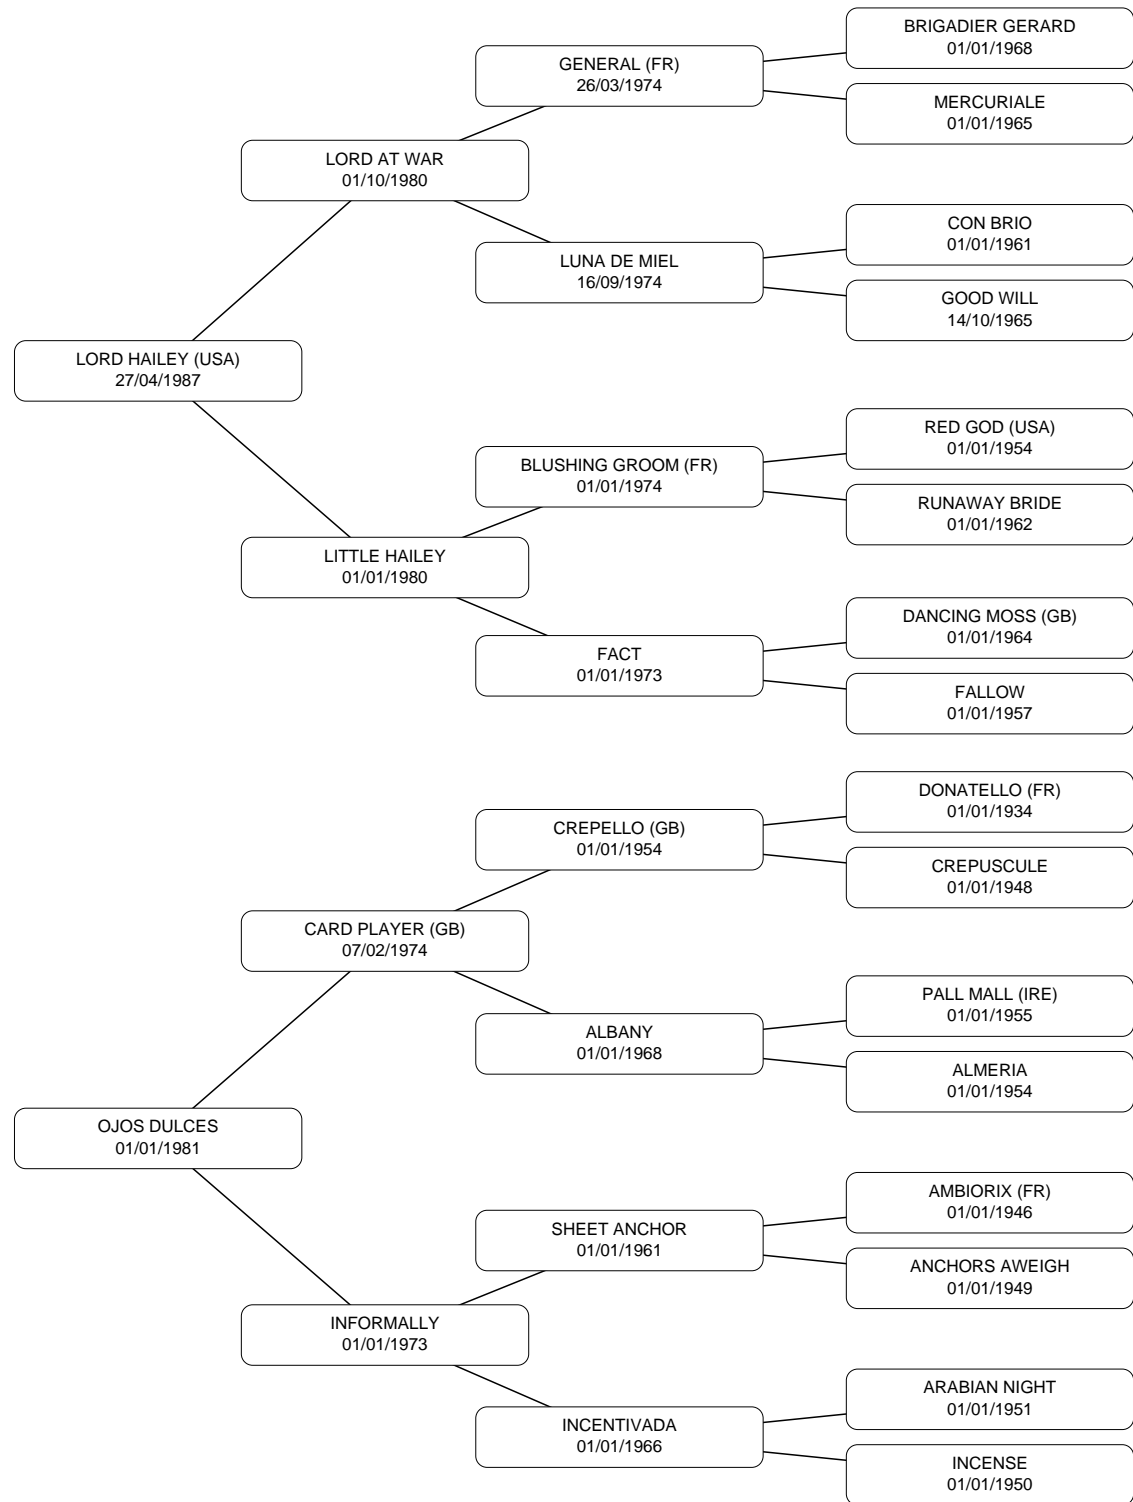 BRIGADIER GERARD
01/01/1968
GENERAL (FR)
26/03/1974
MERCURIALE
01/01/1965
LORD AT WAR
01/10/1980
CON BRIO
01/01/1961
LUNA DE MIEL
16/09/1974
GOOD WILL
14/10/1965
LORD HAILEY (USA)
27/04/1987
RED GOD (USA)
01/01/1954
BLUSHING GROOM (FR)
01/01/1974
RUNAWAY BRIDE
01/01/1962
LITTLE HAILEY
01/01/1980
DANCING MOSS (GB)
01/01/1964
FACT
01/01/1973
FALLOW
01/01/1957
DONATELLO (FR)
01/01/1934
CREPELLO (GB)
01/01/1954
CREPUSCULE
01/01/1948
CARD PLAYER (GB)
07/02/1974
PALL MALL (IRE)
01/01/1955
ALBANY
01/01/1968
ALMERIA
01/01/1954
OJOS DULCES
01/01/1981
AMBIORIX (FR)
01/01/1946
SHEET ANCHOR
01/01/1961
ANCHORS AWEIGH
01/01/1949
INFORMALLY
01/01/1973
ARABIAN NIGHT
01/01/1951
INCENTIVADA
01/01/1966
INCENSE
01/01/1950